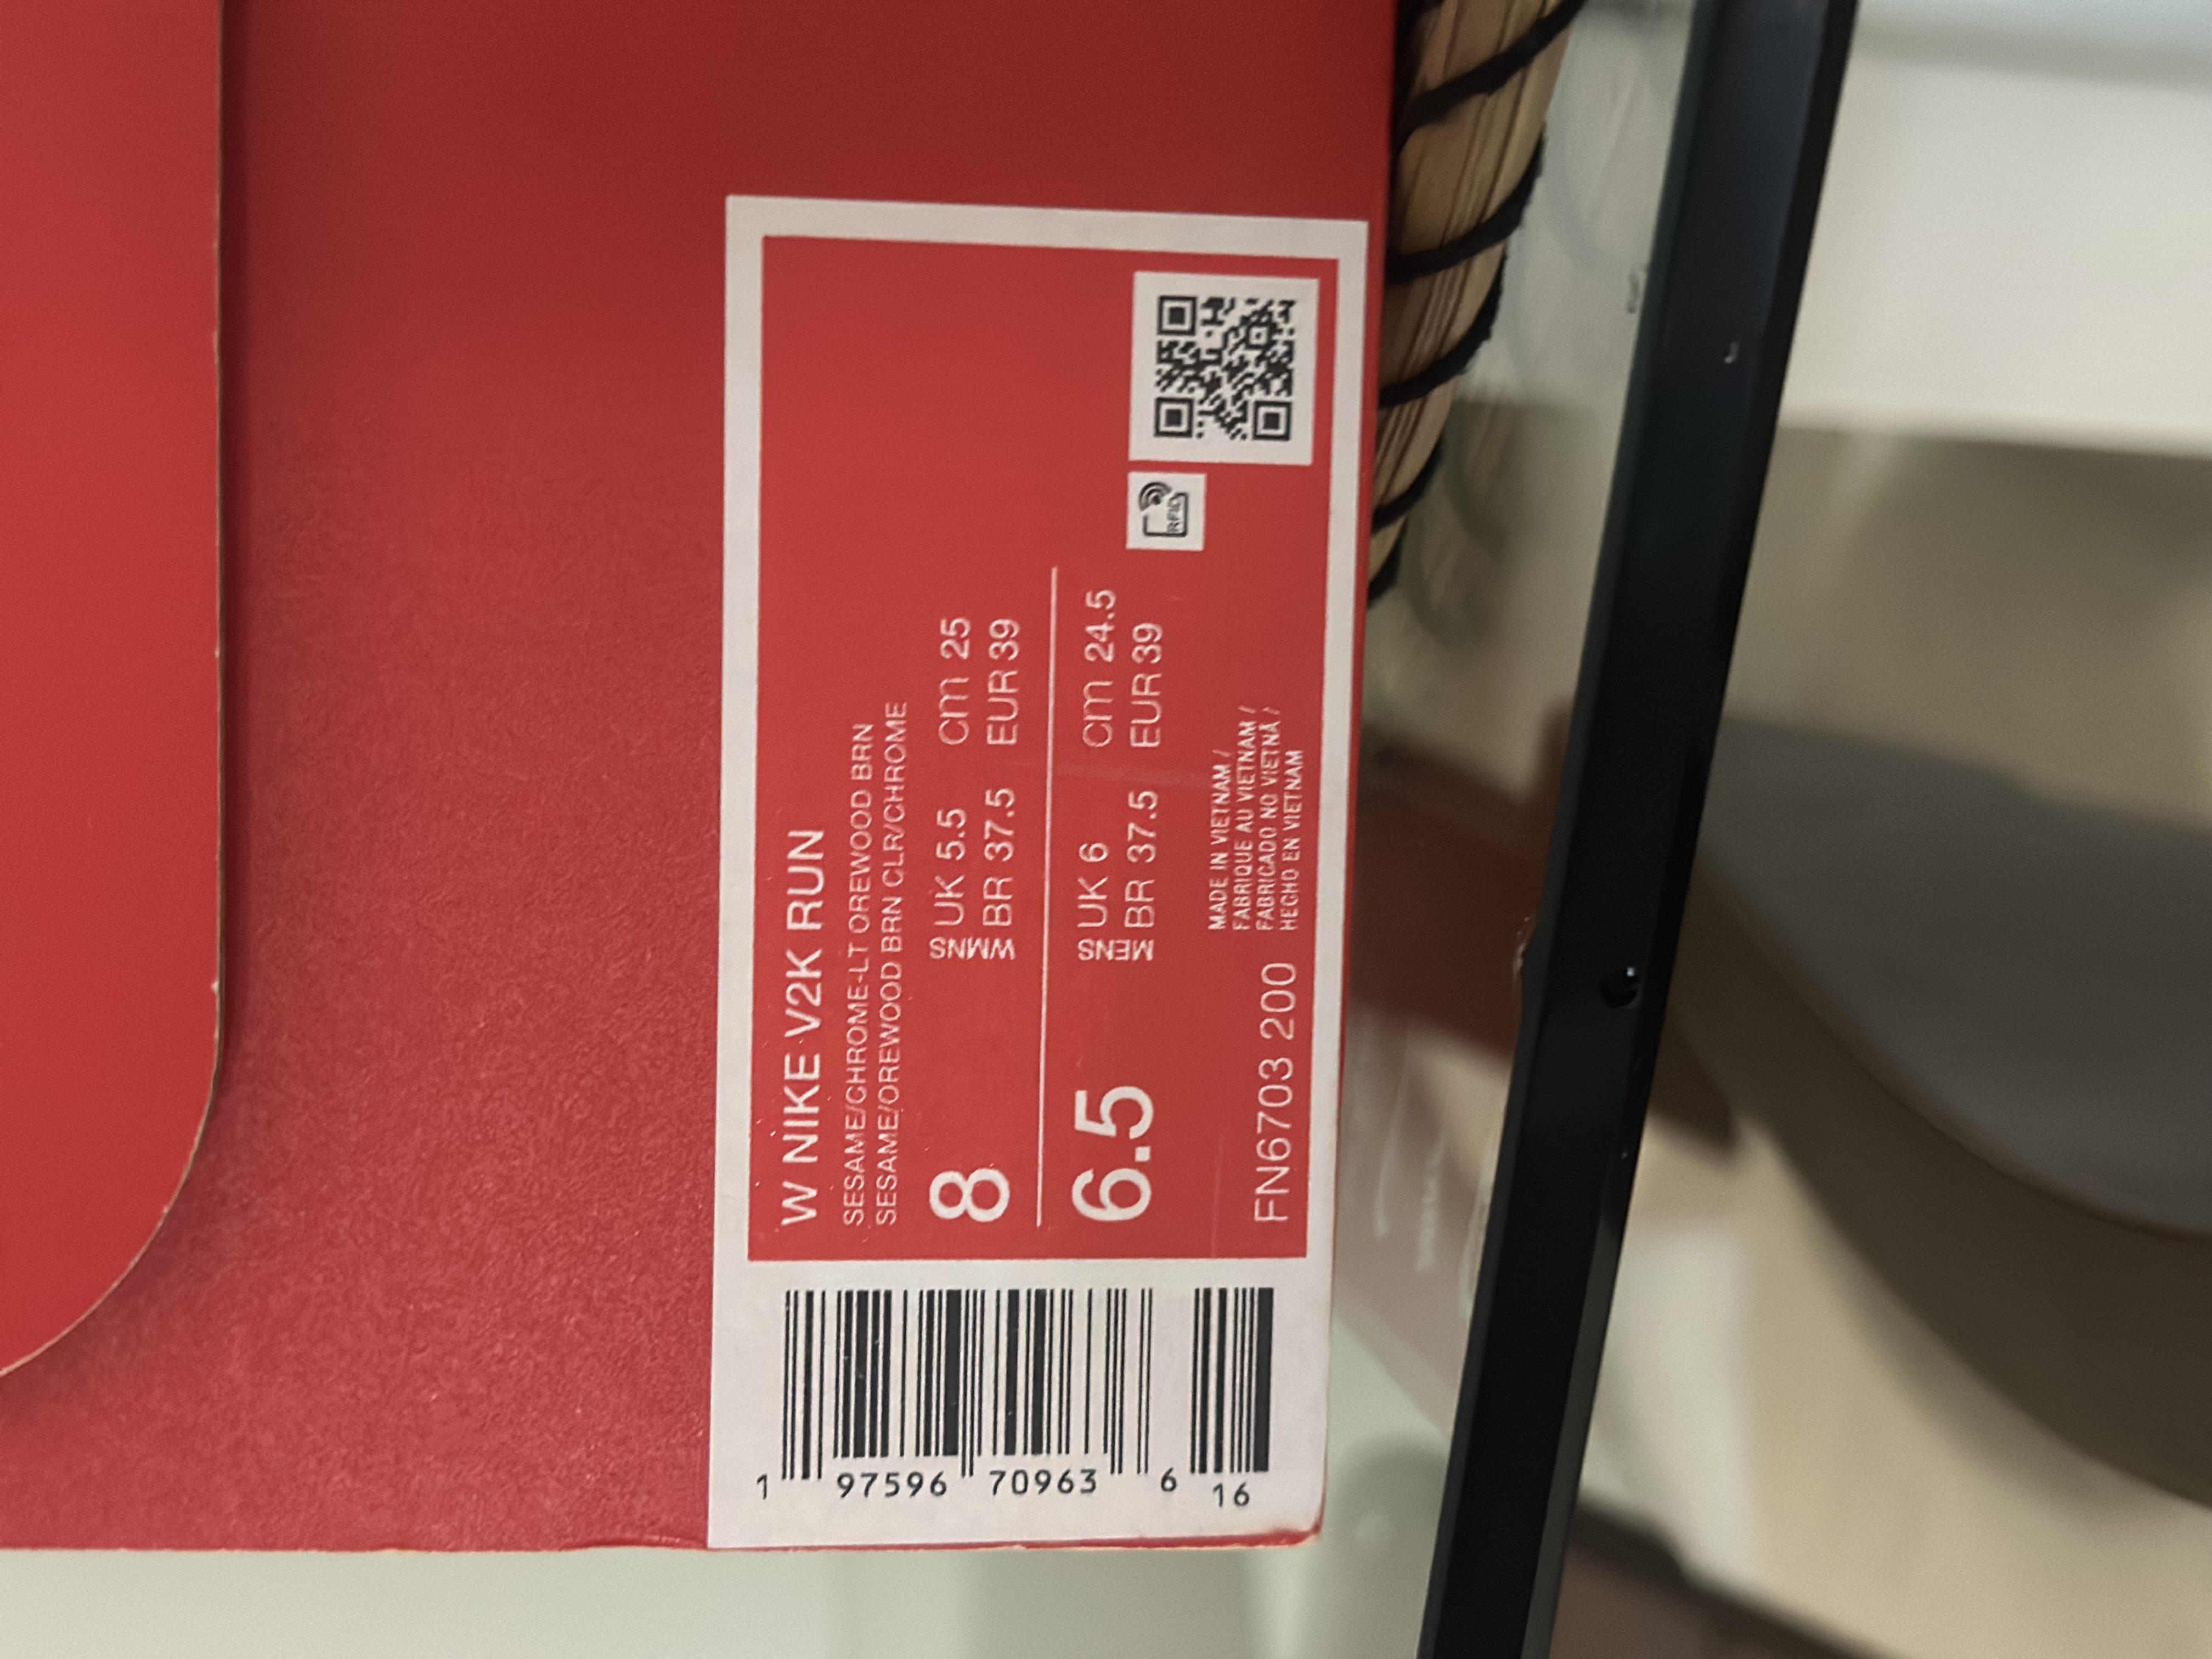 W NIKE V2K RUN
SESAME/CHROME-LT OREWOOD BRN
SESAME/OREWOOD BRN CLR/CHROME
8 WMNS UK 5.5 cm 25
BR 37.5 EUR 39
6.5 MENS UK 6 cm 24.5
BR 37.5 EUR 39
RFID
FN6703 200
MADE IN VIETNAM /
FABRIQUE AU VIETNAM /
FABRICADO NO VIETNÃ /
HECHO EN VIETNAM
1 97596 70963 6 16